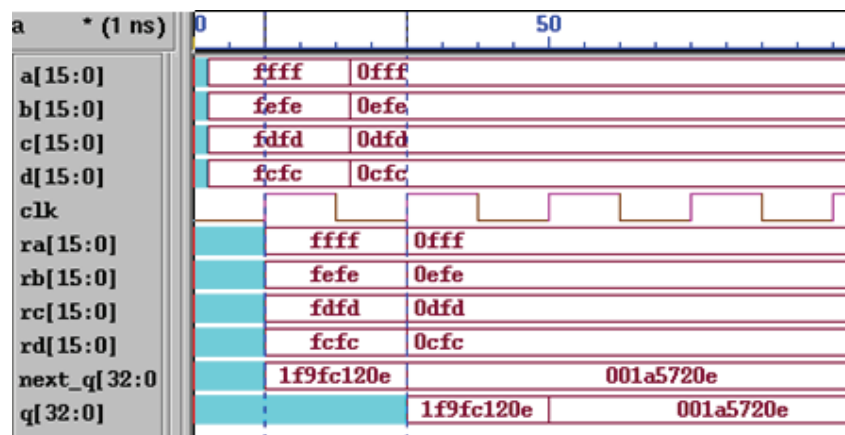 a * (1 ns) 0 50
a[15:0] ffff 0fff
b[15:0] fefe 0efe
c[15:0] fdfd 0dfd
d[15:0] fcfc 0cfc
clk
ra[15:0] ffff 0fff
rb[15:0] fefe 0efe
rc[15:0] fdfd 0dfd
rd[15:0] fcfc 0cfc
next_q[32:0 1f9fc120e 001a5720e
q[32:0] 1f9fc120e 001a5720e